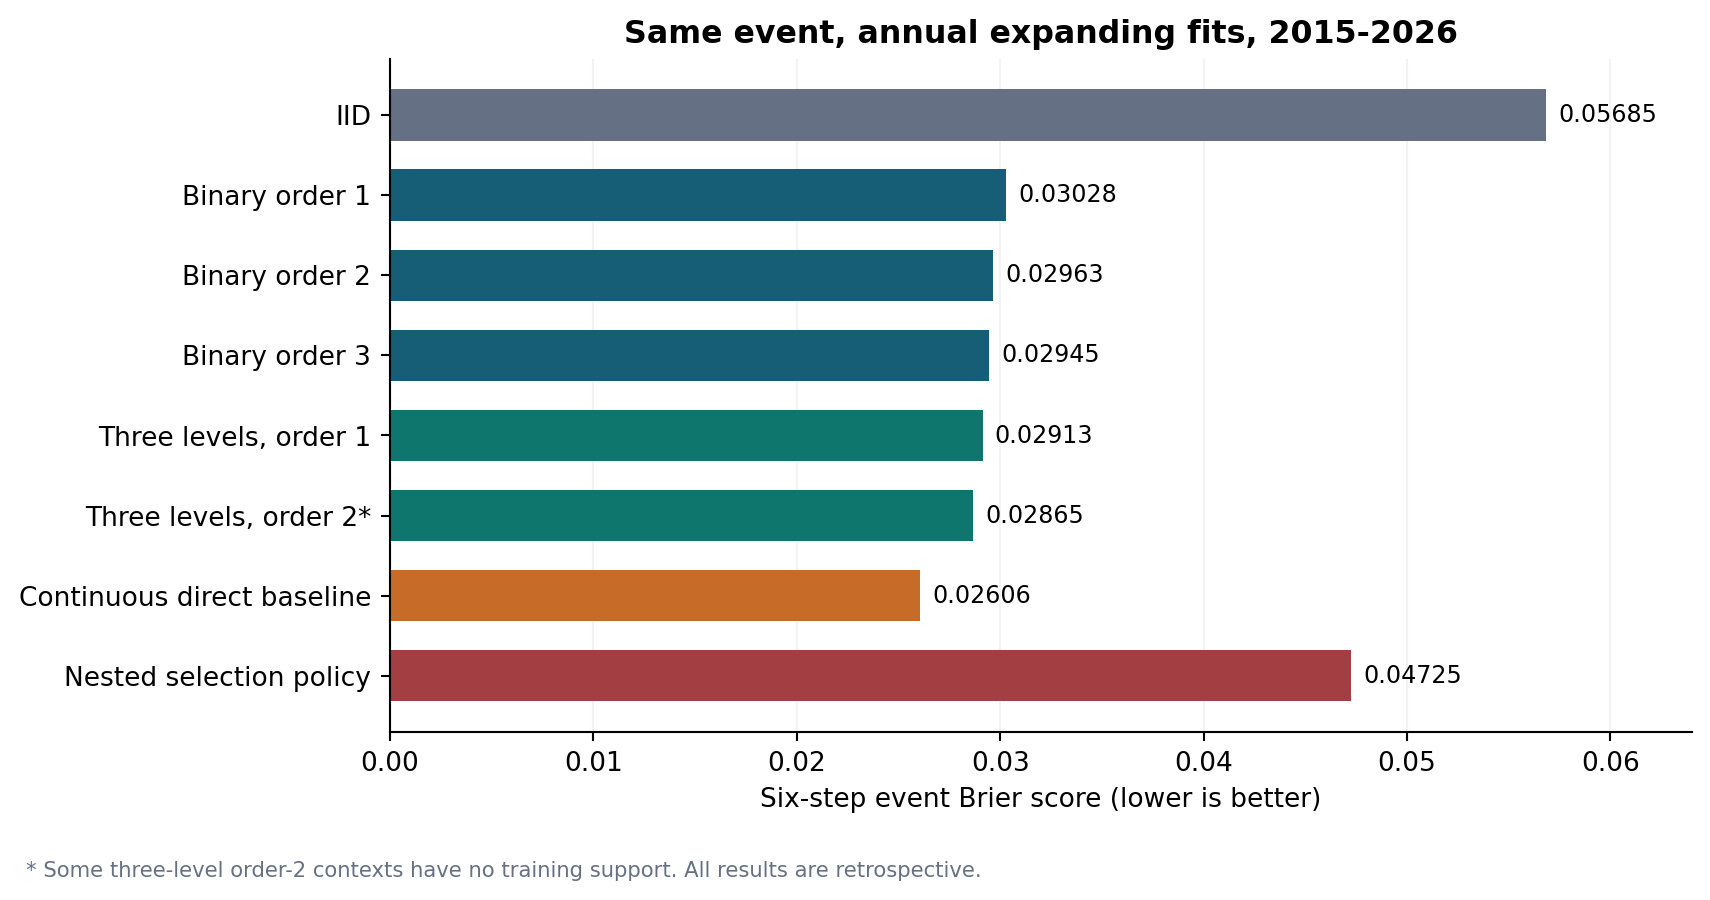 Same event, annual expanding fits, 2015-2026
IID
0.05685
Binary order 1
0.03028
Binary order 2
0.02963
Binary order 3
0.02945
Three levels, order 1
0.02913
Three levels, order 2*
0.02865
Continuous direct baseline
0.02606
Nested selection policy
0.04725
0.00 0.01 0.02 0.03 0.04 0.05 0.06
Six-step event Brier score (lower is better)
* Some three-level order-2 contexts have no training support. All results are retrospective.